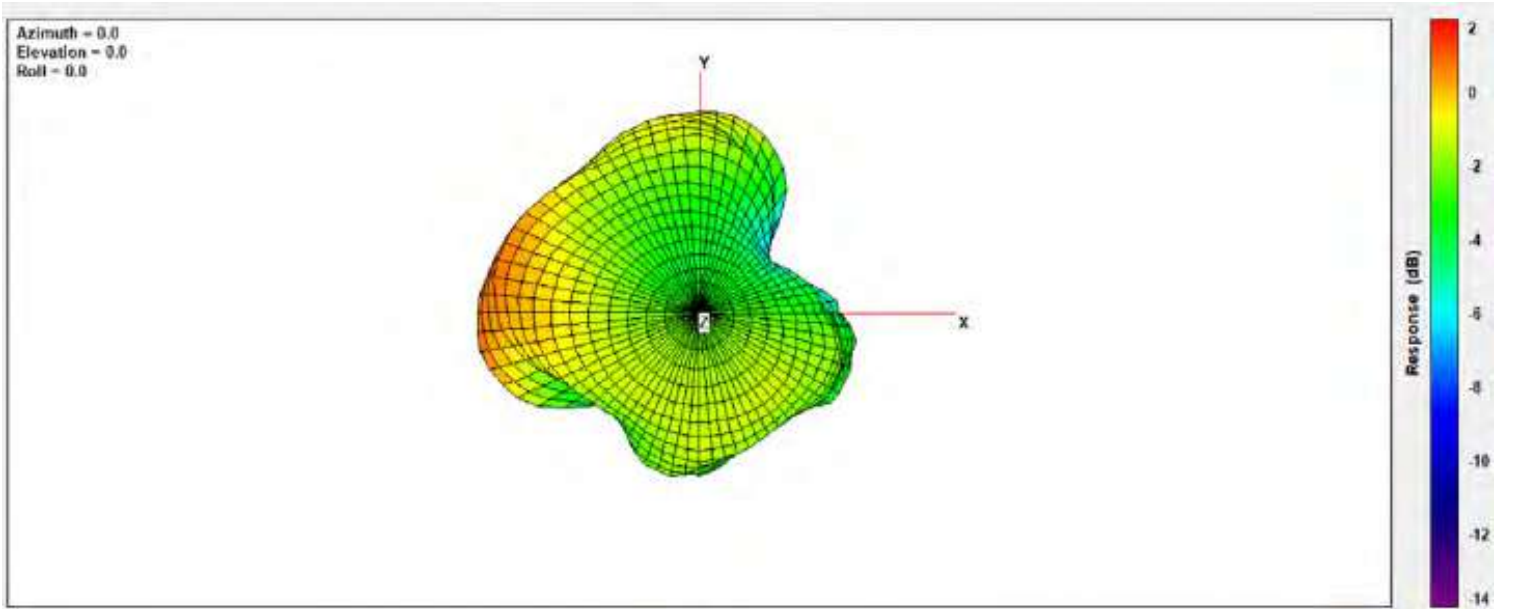 Azimuth = 0.0
Elevation = 0.0
Roll = 0.0
Y
Z
X
Response (dB)
2
0
-2
-4
-6
-8
-10
-12
-14